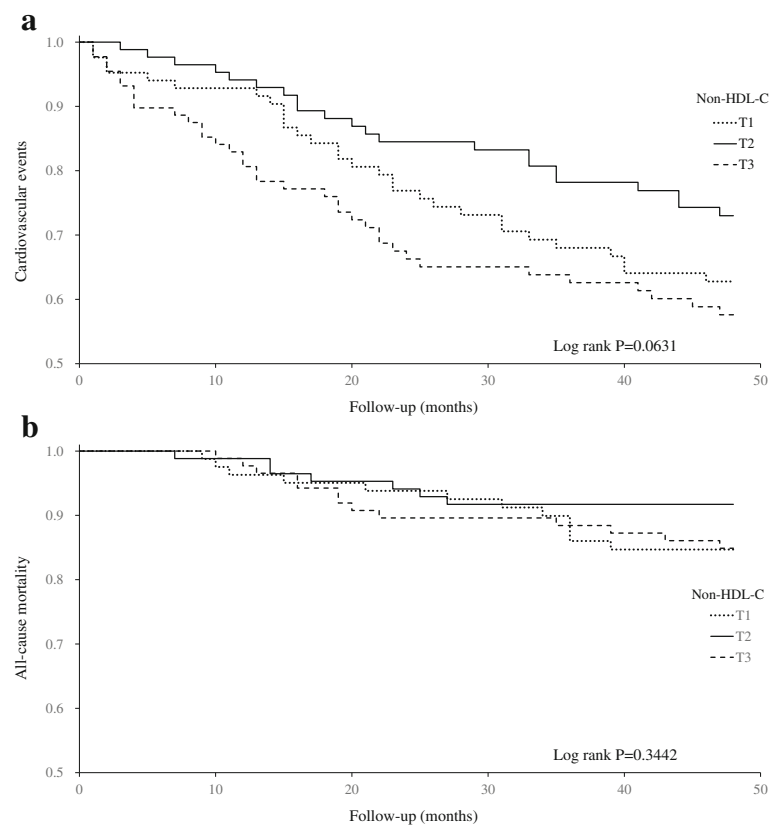 a
1.0
0.9
0.8
0.7
0.6
0.5
Cardiovascular events
Non-HDL-C
T1
T2
T3
Log rank P=0.0631
0 10 20 30 40 50
Follow-up (months)
b
1.0
0.9
0.8
0.7
0.6
0.5
All-cause mortality
Non-HDL-C
T1
T2
T3
Log rank P=0.3442
0 10 20 30 40 50
Follow-up (months)